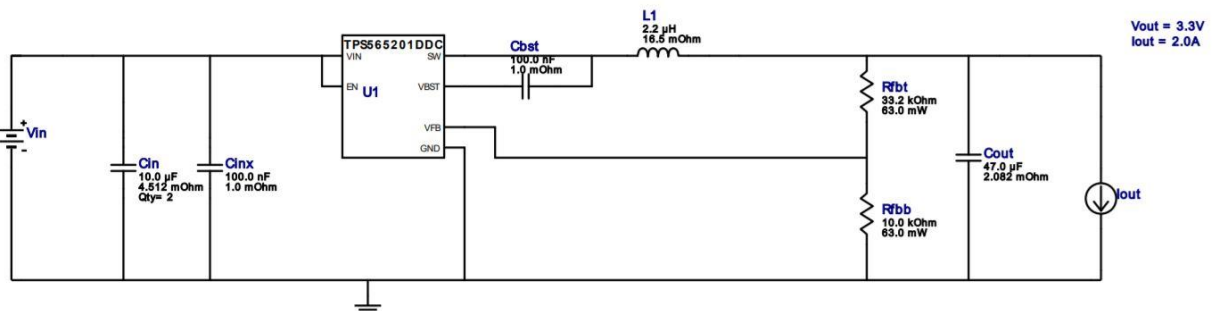 L1
2.2 µH
16.5 mOhm
Vout = 3.3V
Iout = 2.0A
TPS565201DDC
VIN
SW
EN
U1
VBST
VFB
GND
Cbst
100.0 nF
1.0 mOhm
Rfbt
33.2 kOhm
63.0 mW
+
Vin
-
Cin
10.0 µF
4.512 mOhm
Qty= 2
Cinx
100.0 nF
1.0 mOhm
Cout
47.0 µF
2.082 mOhm
Iout
Rfbb
10.0 kOhm
63.0 mW